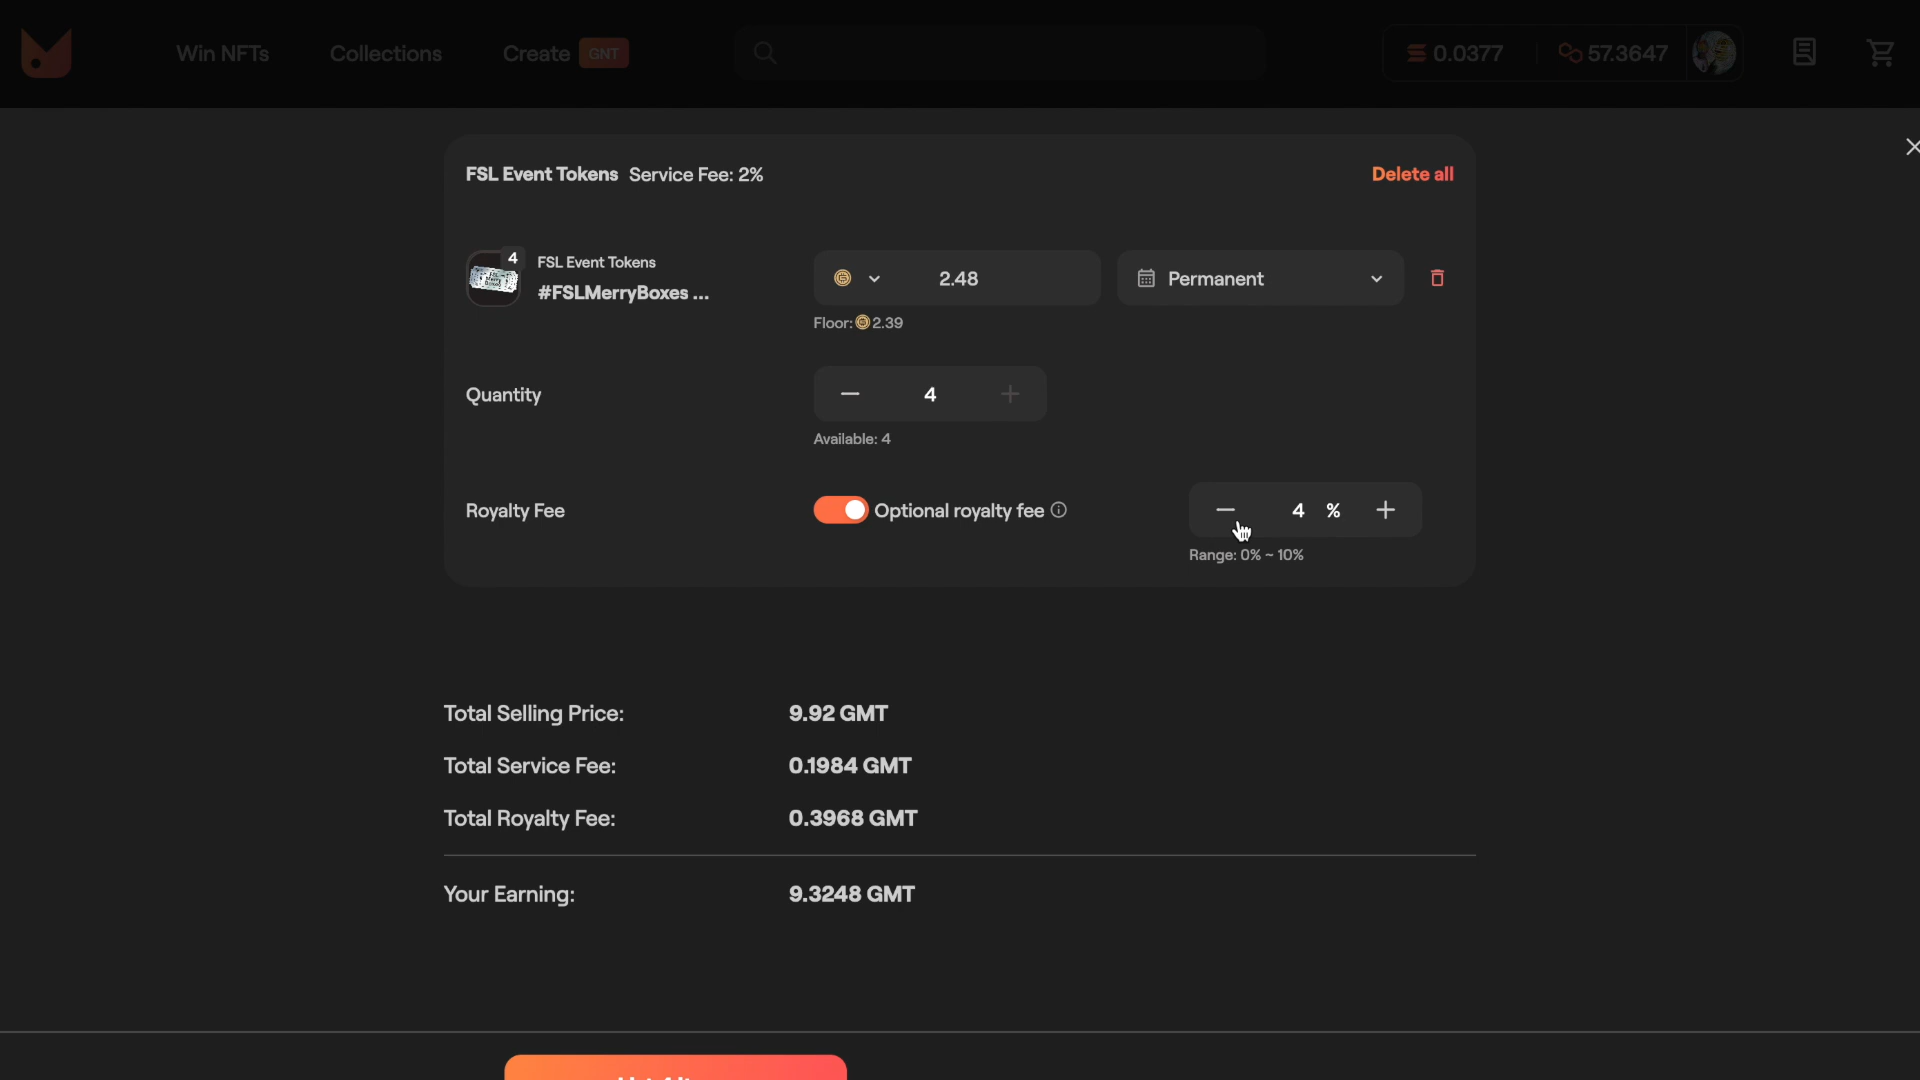 Win NFTs Collections Create GNT 0.0377 57.3647
FSL Event Tokens Service Fee: 2% Delete all
4
FSL Event Tokens
#FSLMerryBoxes ...
2.48 Permanent
Floor: 2.39
Quantity 4
Available: 4
Royalty Fee Optional royalty fee 4 %
Range: 0% ~ 10%
Total Selling Price: 9.92 GMT
Total Service Fee: 0.1984 GMT
Total Royalty Fee: 0.3968 GMT
Your Earning: 9.3248 GMT